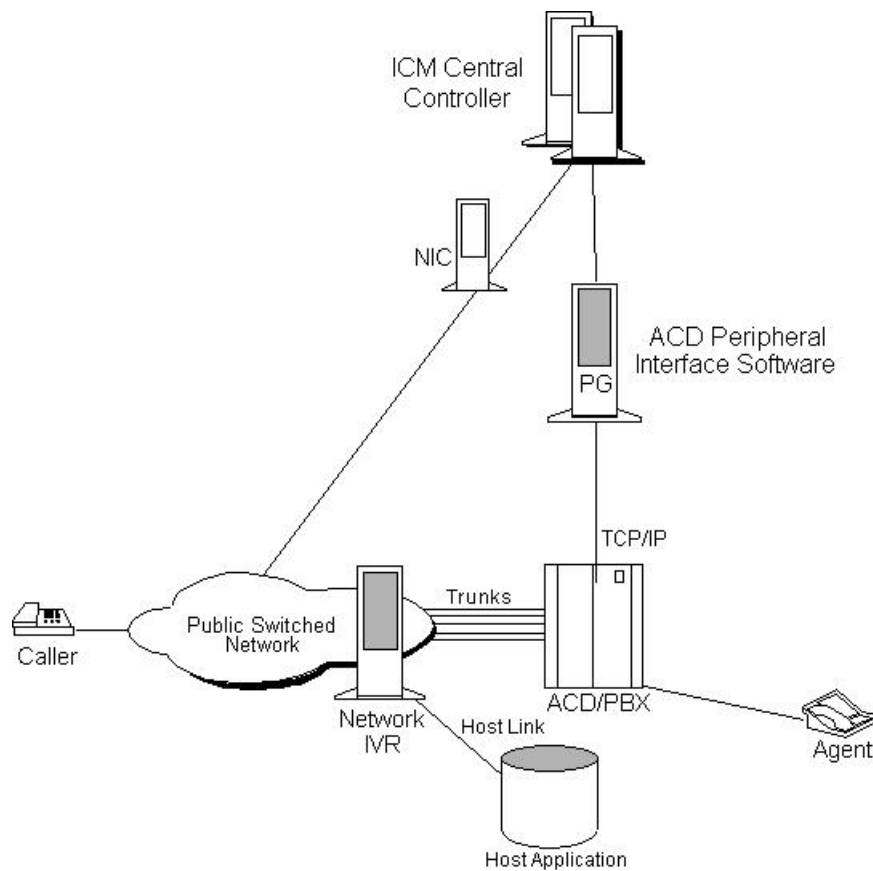 ICM Central
Controller
NIC
ACD Peripheral
Interface Software
PG
TCP/IP
Trunks
Public Switched
Network
Caller
ACD/PBX
Network
IVR
Host Link
Agent
Host Application